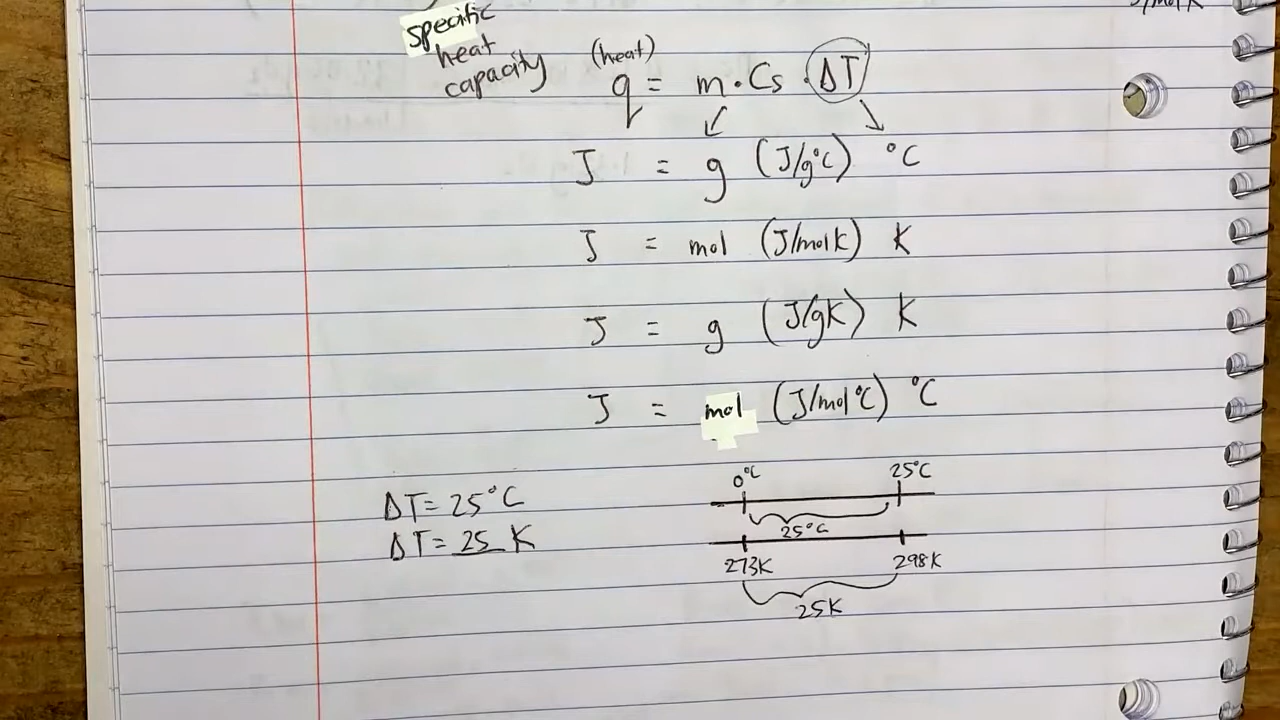 J/mol K
specific
heat
capacity
(heat)
q = m · Cs · ΔT
J = g (J/g°C) °C
J = mol (J/molK) K
J = g (J/gK) K
J = mol (J/mol°C) °C
0°C 25°C
ΔT = 25°C
25°C
ΔT = 25 K
273K 298K
25K